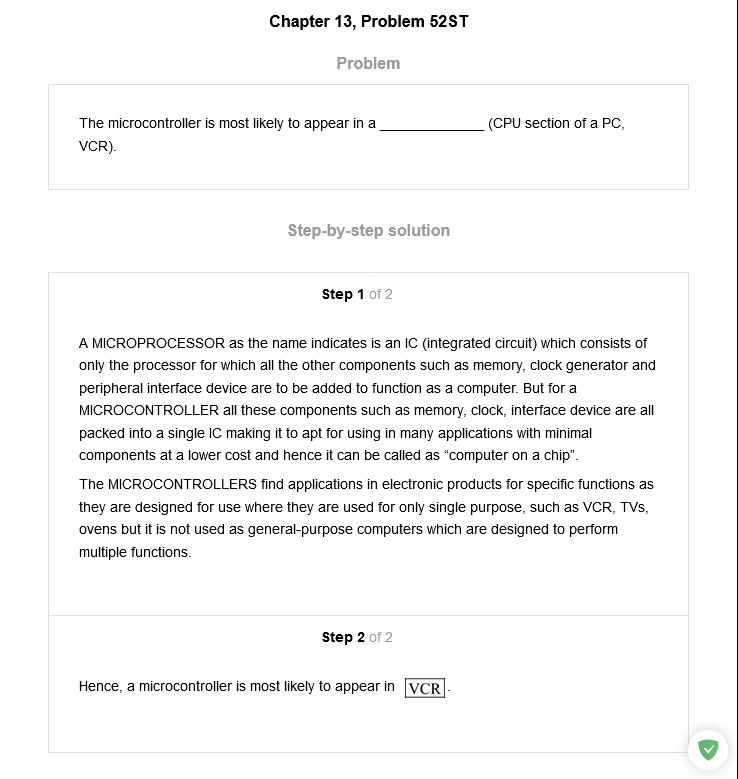 Chapter 13, Problem 52ST
Problem
The microcontroller is most likely to appear in a _____________ (CPU section of a PC,
VCR).
Step-by-step solution
Step 1 of 2
A MICROPROCESSOR as the name indicates is an IC (integrated circuit) which consists of
only the processor for which all the other components such as memory, clock generator and
peripheral interface device are to be added to function as a computer. But for a
MICROCONTROLLER all these components such as memory, clock, interface device are all
packed into a single IC making it to apt for using in many applications with minimal
components at a lower cost and hence it can be called as “computer on a chip”.
The MICROCONTROLLERS find applications in electronic products for specific functions as
they are designed for use where they are used for only single purpose, such as VCR, TVs,
ovens but it is not used as general-purpose computers which are designed to perform
multiple functions.
Step 2 of 2
Hence, a microcontroller is most likely to appear in VCR.